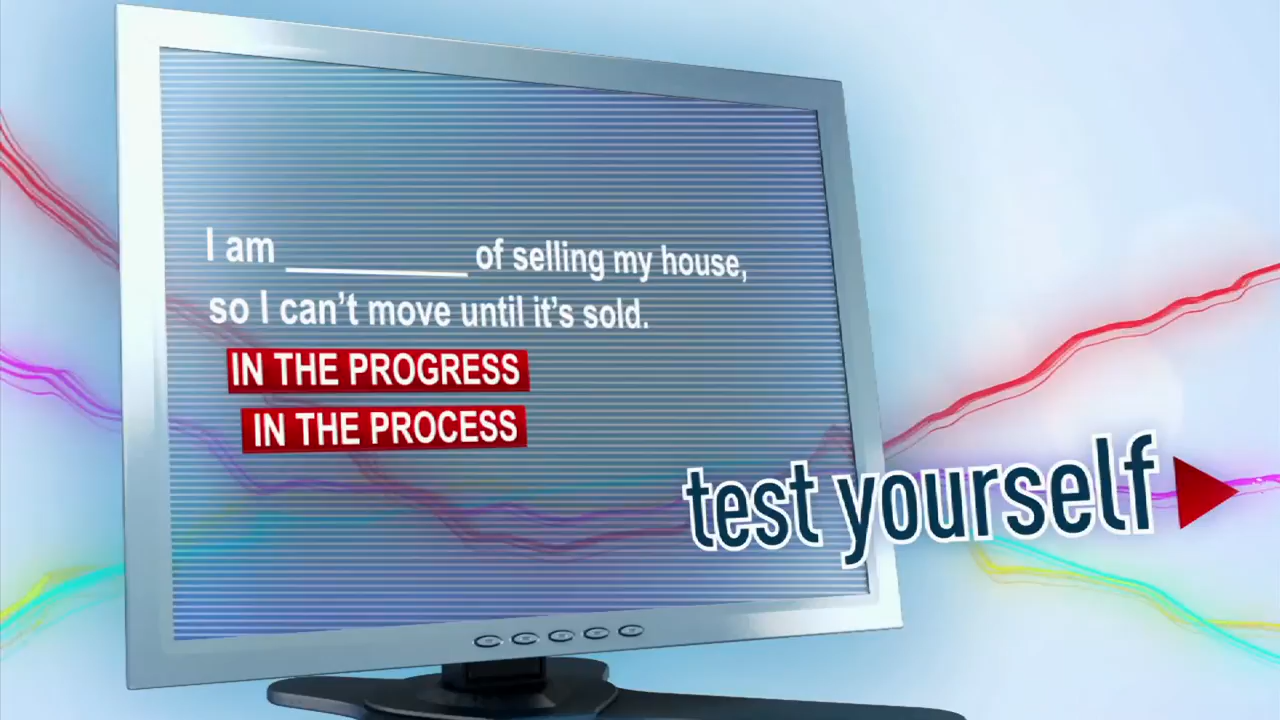 I am __________ of selling my house,
so I can't move until it's sold.
IN THE PROGRESS
IN THE PROCESS
test yourself